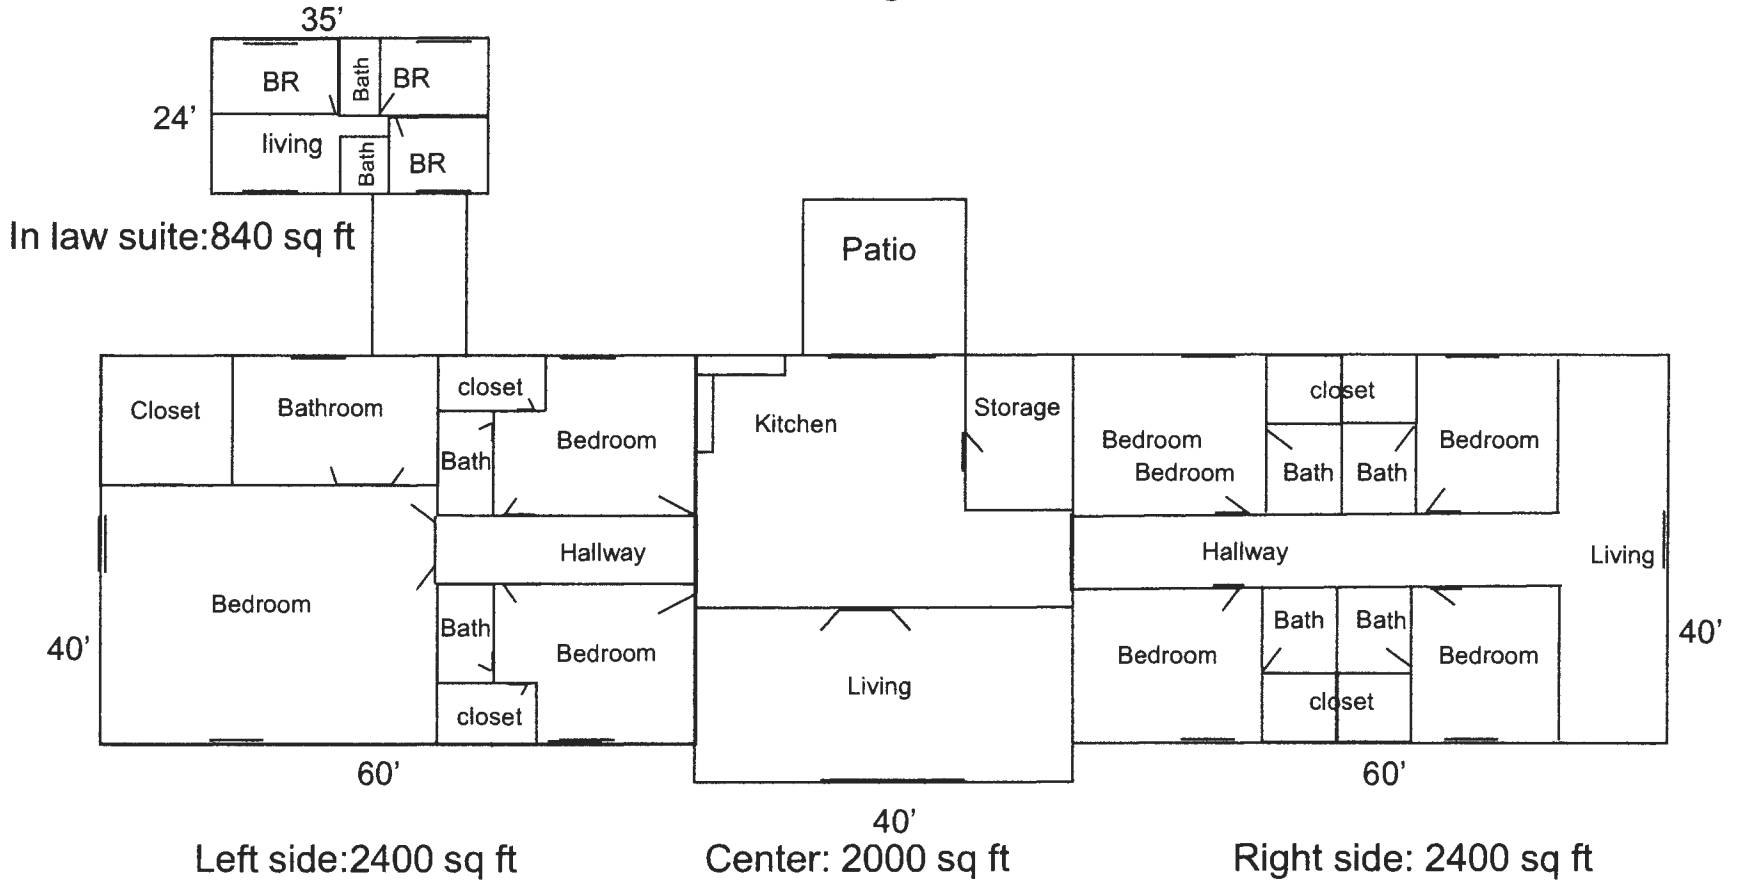 35’
BR
Bath
BR
24’
living
Bath
BR
In law suite:840 sq ft
Patio
Closet
Bathroom
closet
Bath
Bedroom
Kitchen
Storage
Bedroom
Bedroom
closet
Bath
Bath
Bedroom
Hallway
Hallway
Living
Bedroom
40’
Bath
Bedroom
closet
Living
Bedroom
Bath
Bath
closet
Bedroom
40’
60’
40’
60’
Left side:2400 sq ft
Center: 2000 sq ft
Right side: 2400 sq ft